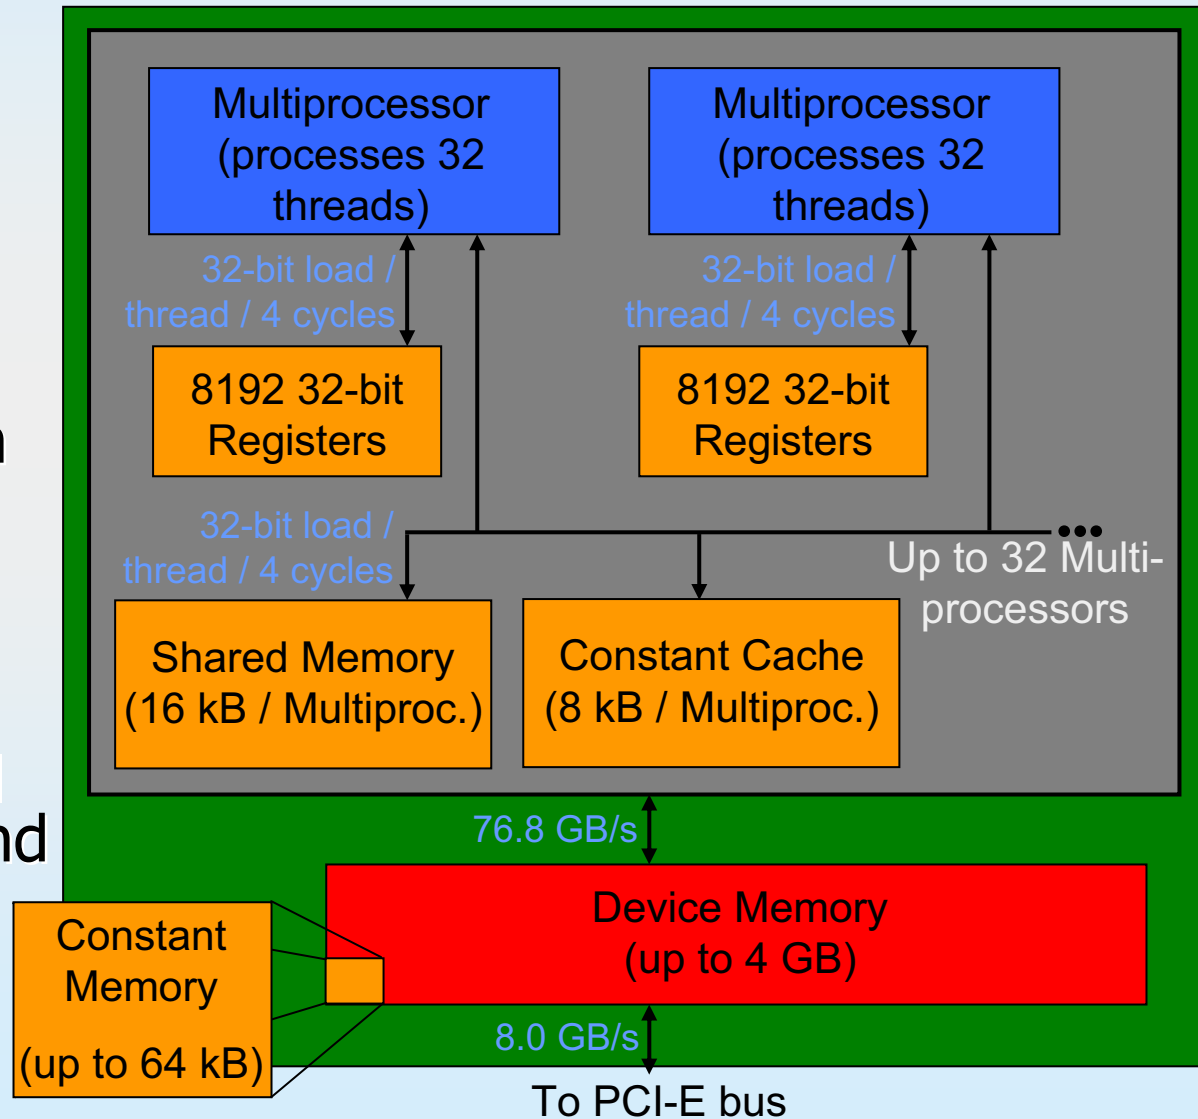 Multiprocessor
(processes 32
threads)
Multiprocessor
(processes 32
threads)
32-bit load /
thread / 4 cycles
32-bit load /
thread / 4 cycles
8192 32-bit
Registers
8192 32-bit
Registers
32-bit load /
thread / 4 cycles
•••
Up to 32 Multi-
processors
Shared Memory
(16 kB / Multiproc.)
Constant Cache
(8 kB / Multiproc.)
76.8 GB/s
Device Memory
(up to 4 GB)
Constant
Memory
(up to 64 kB)
8.0 GB/s
To PCI-E bus